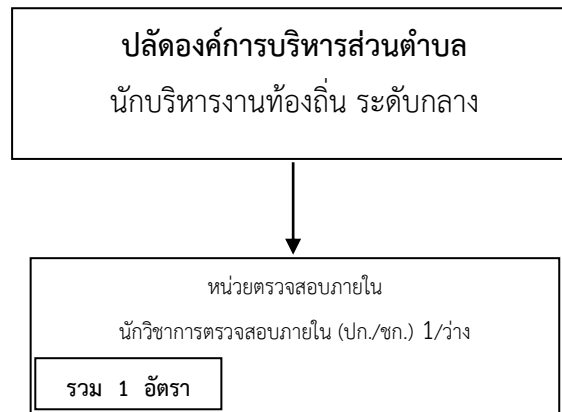 ปลัดองค์การบริหารส่วนตำบล
นักบริหารงานท้องถิ่น ระดับกลาง
หน่วยตรวจสอบภายใน
นักวิชาการตรวจสอบภายใน (ปก./ชก.) 1/ว่าง
รวม 1 อัตรา